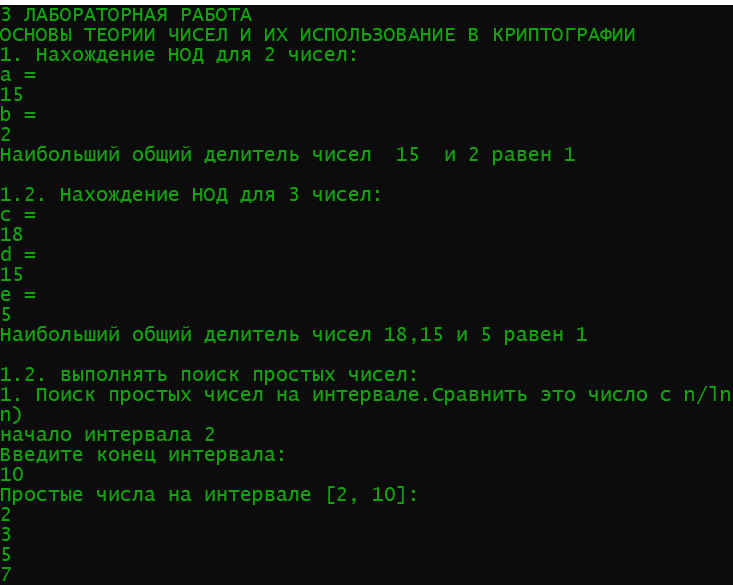 3 ЛАБОРАТОРНАЯ РАБОТА
ОСНОВЫ ТЕОРИИ ЧИСЕЛ И ИХ ИСПОЛЬЗОВАНИЕ В КРИПТОГРАФИИ
1. Нахождение НОД для 2 чисел:
a =
15
b =
2
Наибольший общий делитель чисел  15  и 2 равен 1

1.2. Нахождение НОД для 3 чисел:
c =
18
d =
15
e =
5
Наибольший общий делитель чисел 18,15 и 5 равен 1

1.2. выполнять поиск простых чисел:
1. Поиск простых чисел на интервале.Сравнить это число с n/ln
n)
начало интервала 2
Введите конец интервала:
10
Простые числа на интервале [2, 10]:
2
3
5
7